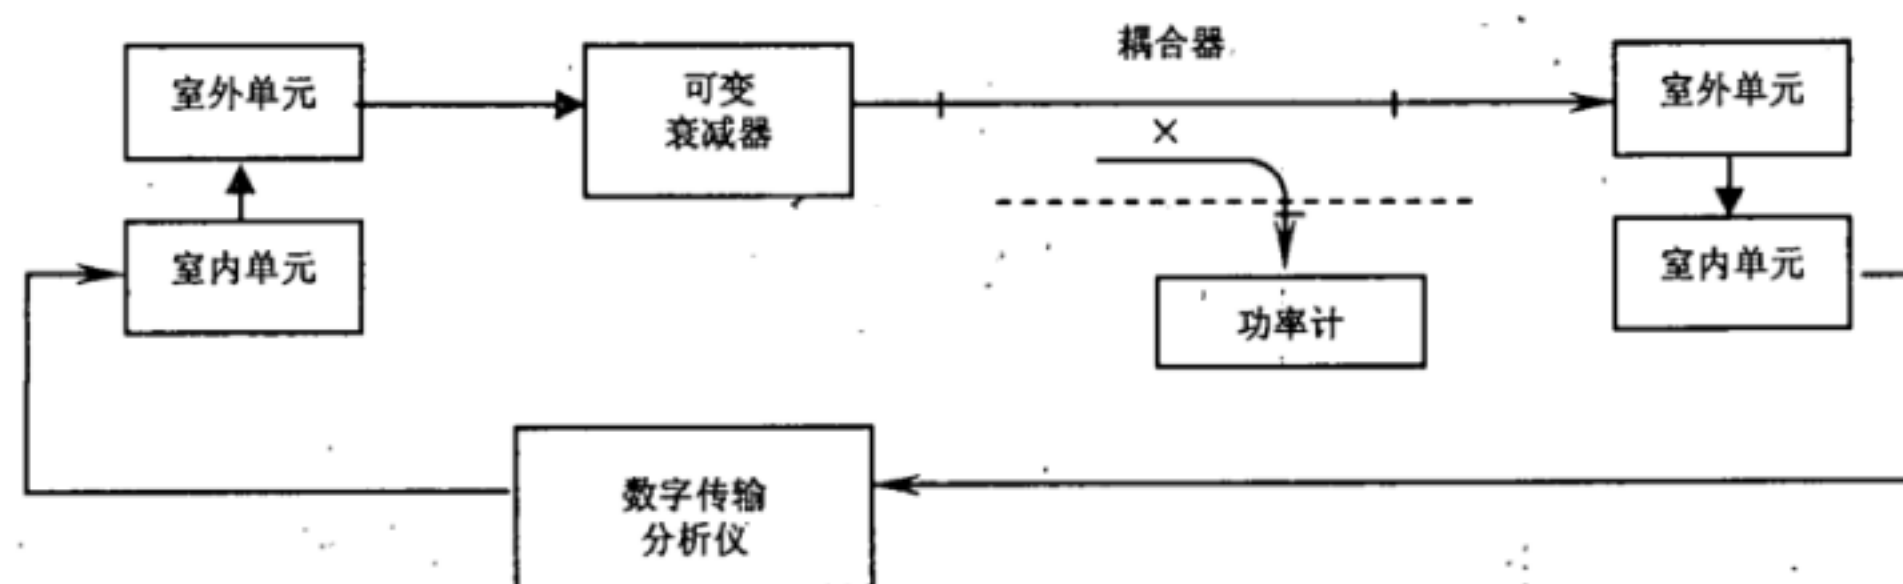 耦合器
室外单元
可变
衰减器
室外单元
室内单元
室内单元
功率计
数字传输
分析仪